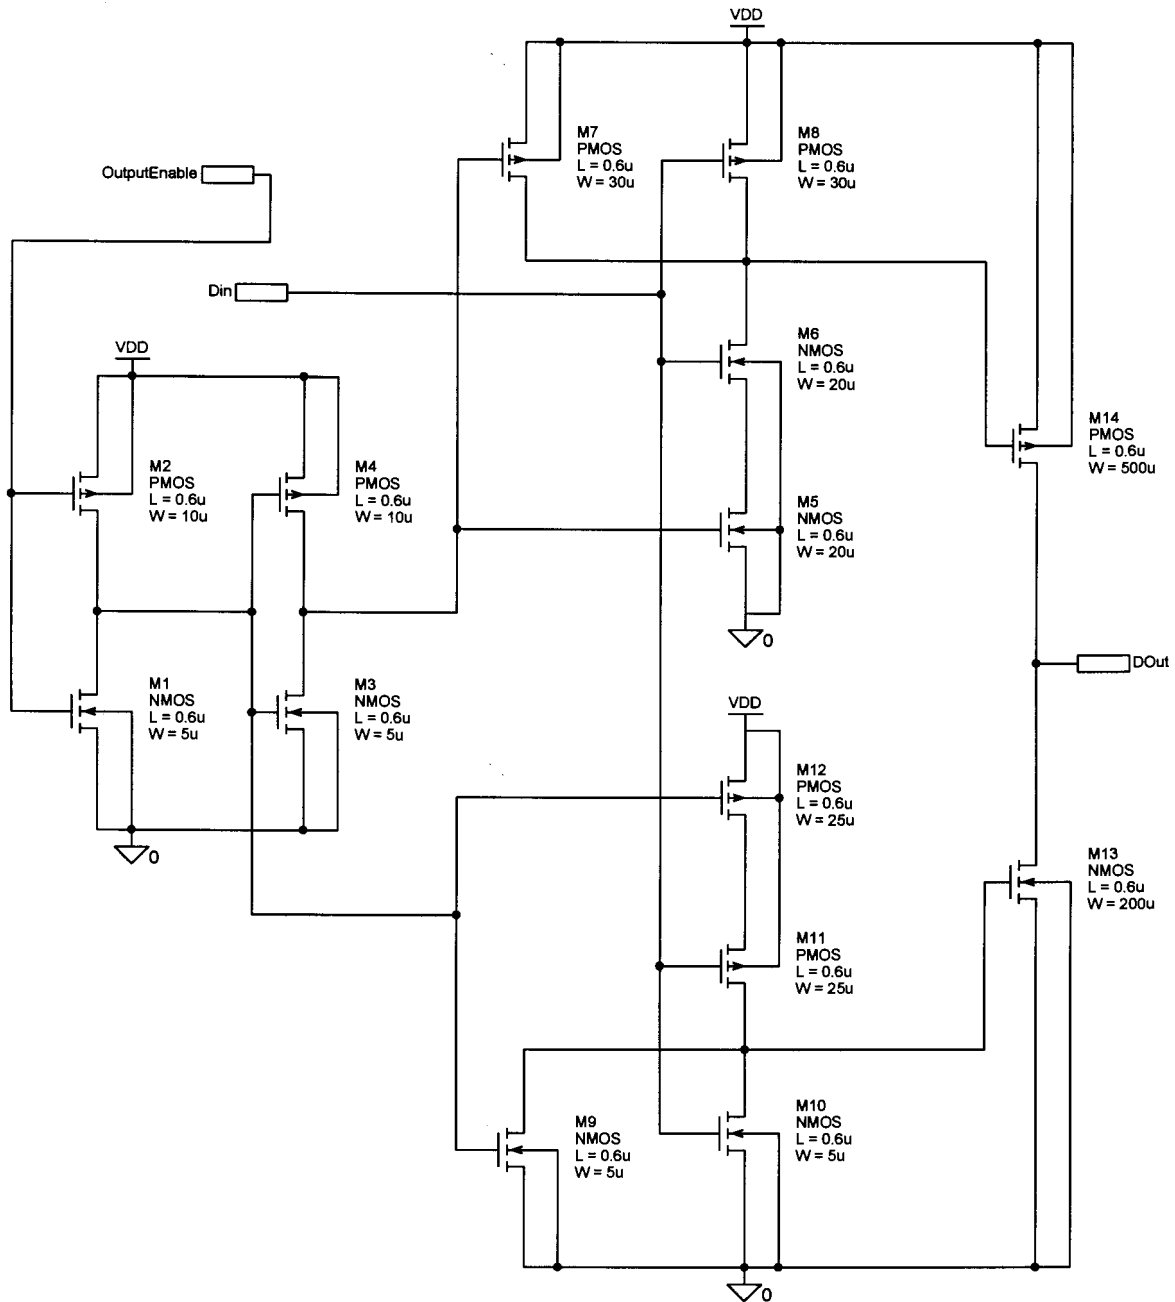 VDD
M7
PMOS
L = 0.6u
W = 30u
M8
PMOS
L = 0.6u
W = 30u
OutputEnable
Din
VDD
M6
NMOS
L = 0.6u
W = 20u
M14
PMOS
L = 0.6u
W = 500u
M2
PMOS
L = 0.6u
W = 10u
M4
PMOS
L = 0.6u
W = 10u
M5
NMOS
L = 0.6u
W = 20u
0
DOut
M1
NMOS
L = 0.6u
W = 5u
M3
NMOS
L = 0.6u
W = 5u
VDD
M12
PMOS
L = 0.6u
W = 25u
0
M13
NMOS
L = 0.6u
W = 200u
M11
PMOS
L = 0.6u
W = 25u
M9
NMOS
L = 0.6u
W = 5u
M10
NMOS
L = 0.6u
W = 5u
0